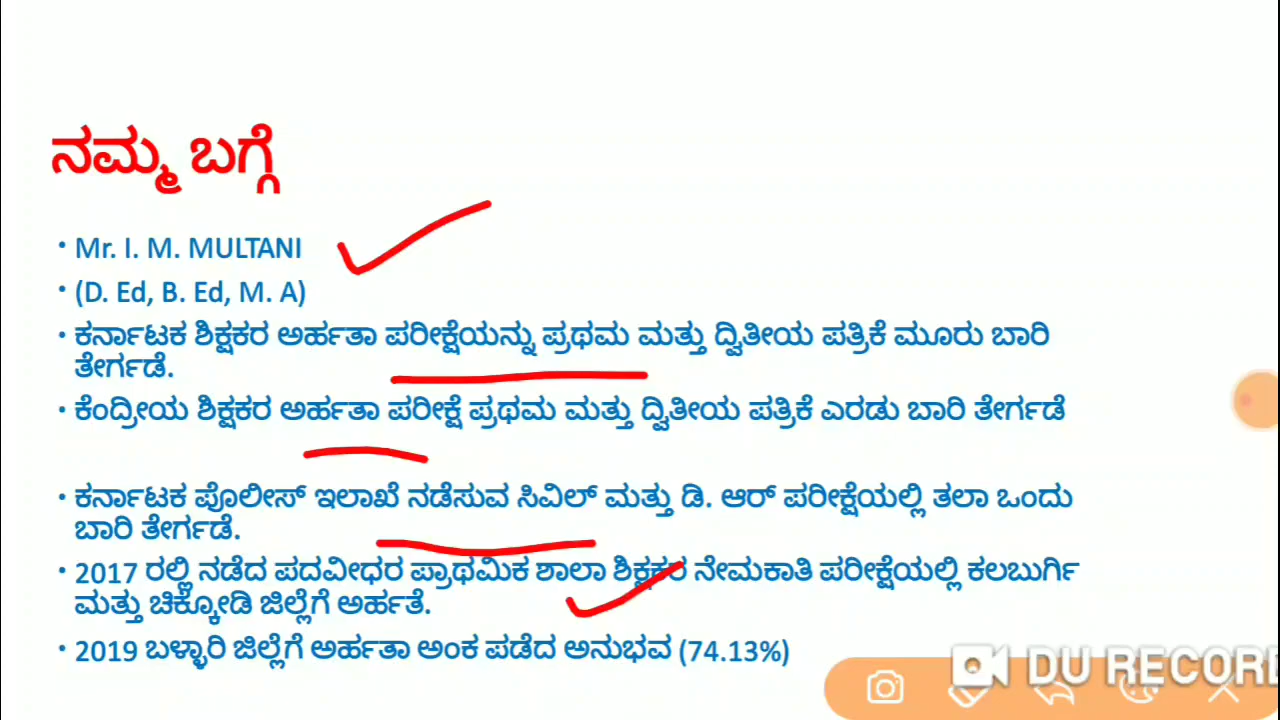 ನಮ್ಮ ಬಗ್ಗೆ
• Mr. I. M. MULTANI
• (D. Ed, B. Ed, M. A)
• ಕರ್ನಾಟಕ ಶಿಕ್ಷಕರ ಅರ್ಹತಾ ಪರೀಕ್ಷೆಯನ್ನು ಪ್ರಥಮ ಮತ್ತು ದ್ವಿತೀಯ ಪತ್ರಿಕೆ ಮೂರು ಬಾರಿ
ತೇರ್ಗಡೆ.
• ಕೆಂದ್ರೀಯ ಶಿಕ್ಷಕರ ಅರ್ಹತಾ ಪರೀಕ್ಷೆ ಪ್ರಥಮ ಮತ್ತು ದ್ವಿತೀಯ ಪತ್ರಿಕೆ ಎರಡು ಬಾರಿ ತೇರ್ಗಡೆ
• ಕರ್ನಾಟಕ ಪೊಲೀಸ್ ಇಲಾಖೆ ನಡೆಸುವ ಸಿವಿಲ್ ಮತ್ತು ಡಿ. ಆರ್ ಪರೀಕ್ಷೆಯಲ್ಲಿ ತಲಾ ಒಂದು
ಬಾರಿ ತೇರ್ಗಡೆ.
• 2017 ರಲ್ಲಿ ನಡೆದ ಪದವೀಧರ ಪ್ರಾಥಮಿಕ ಶಾಲಾ ಶಿಕ್ಷಕರ ನೇಮಕಾತಿ ಪರೀಕ್ಷೆಯಲ್ಲಿ ಕಲಬುರ್ಗಿ
ಮತ್ತು ಚಿಕ್ಕೋಡಿ ಜಿಲ್ಲೆಗೆ ಅರ್ಹತೆ.
• 2019 ಬಳ್ಳಾರಿ ಜಿಲ್ಲೆಗೆ ಅರ್ಹತಾ ಅಂಕ ಪಡೆದ ಅನುಭವ (74.13%)
DU RECORD